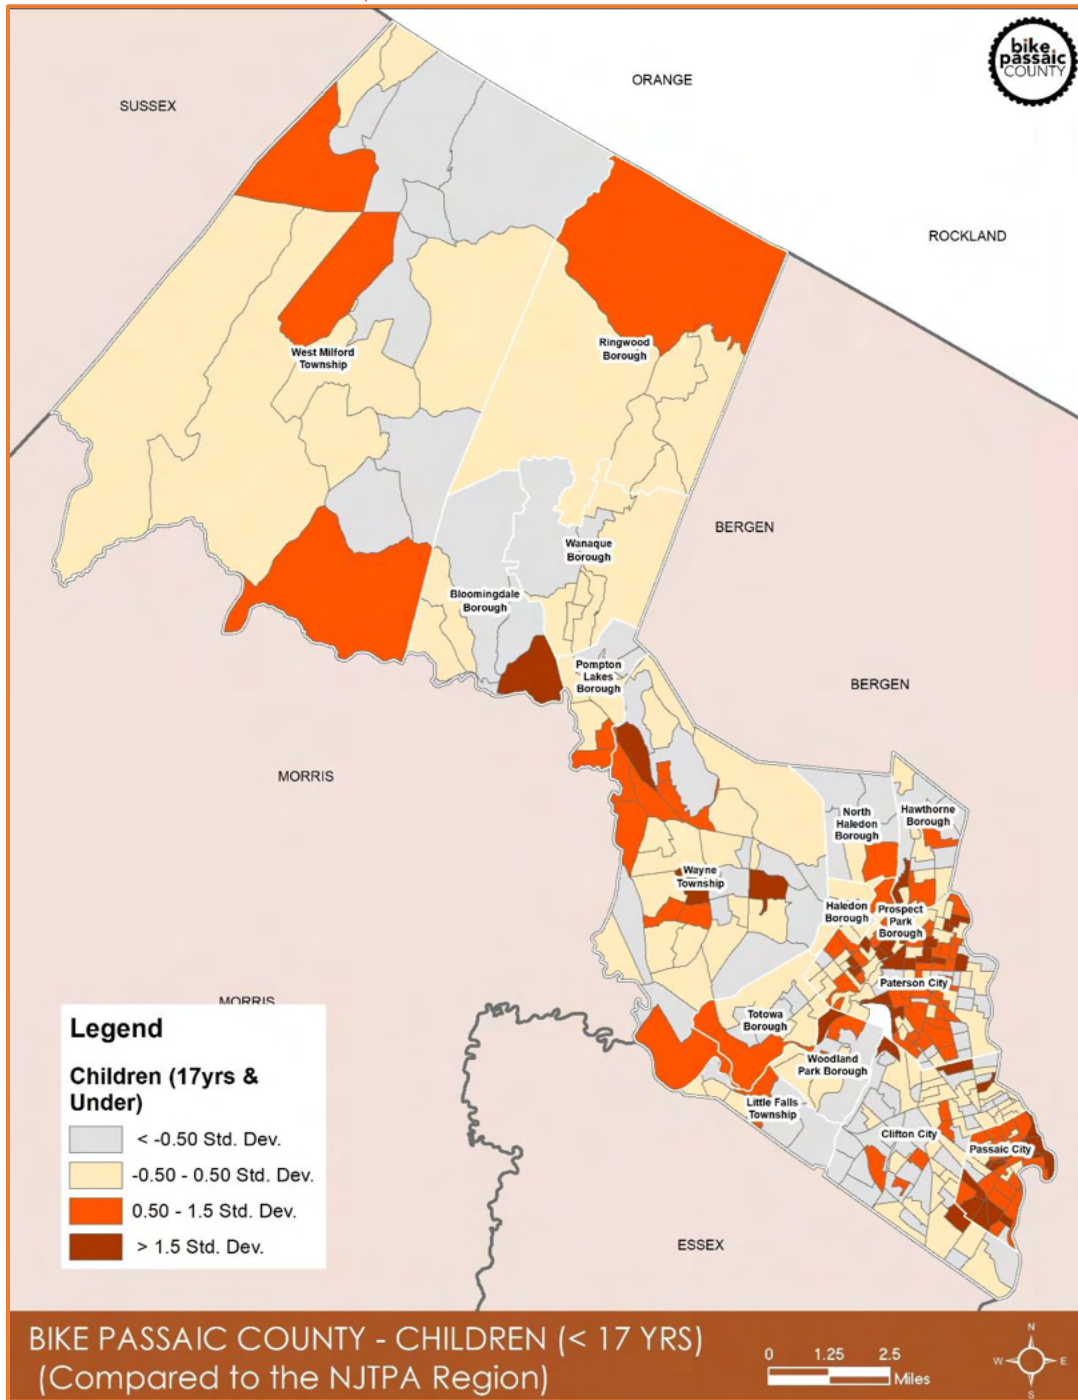 bike
passaic
COUNTY
ORANGE
SUSSEX
ROCKLAND
West Milford
Township
Ringwood
Borough
BERGEN
Wanaque
Borough
Bloomingdale
Borough
Pompton
Lakes
Borough
BERGEN
MORRIS
North
Haledon
Borough
Hawthorne
Borough
Wayne
Township
Haledon
Borough
Prospect
Park
Borough
Paterson City
MORRIS
Totowa
Borough
Woodland
Park Borough
Little Falls
Township
Clifton City
Passaic City
ESSEX
Legend
Children (17yrs &
Under)
< -0.50 Std. Dev.
-0.50 - 0.50 Std. Dev.
0.50 - 1.5 Std. Dev.
> 1.5 Std. Dev.
BIKE PASSAIC COUNTY - CHILDREN (< 17 YRS)
(Compared to the NJTPA Region)
0 1.25 2.5
Miles
N
W E
S